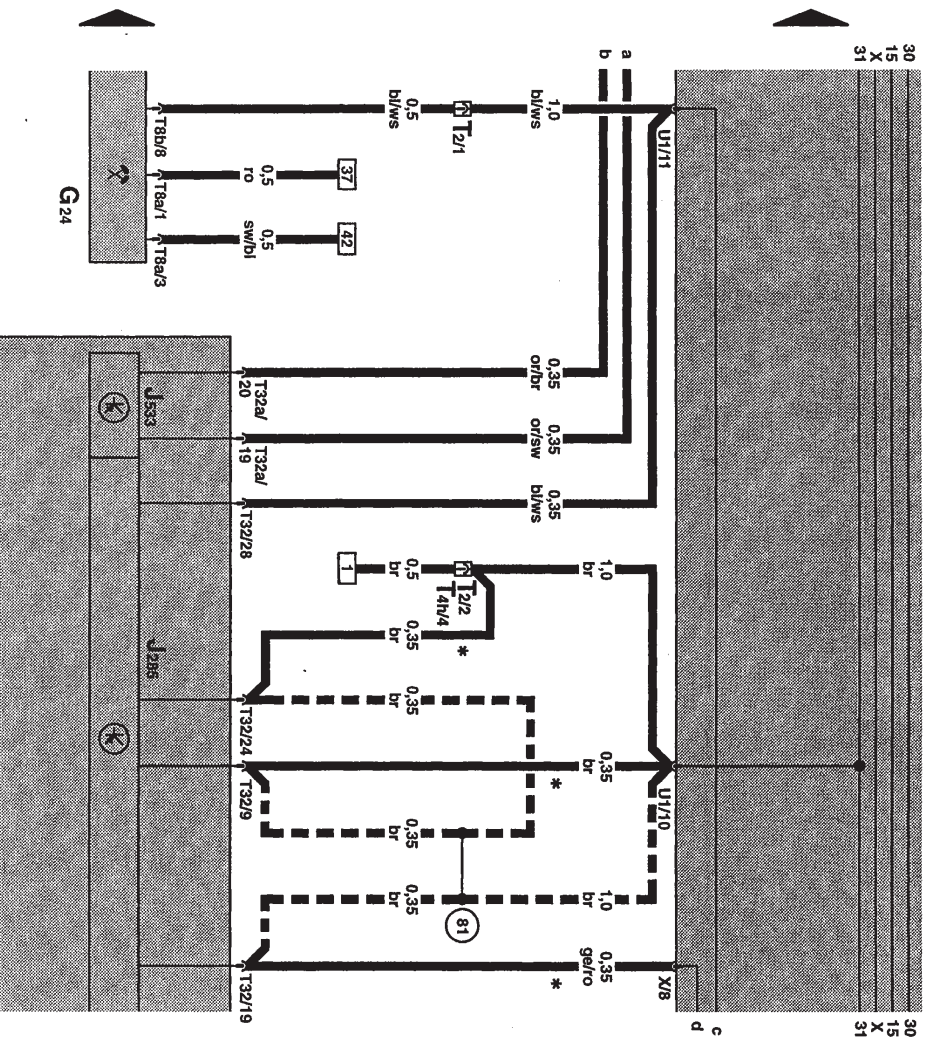 30
15
X
31
a
b
U1/11
1,0
bl/ws
T2/1
0,5
bl/ws
T8b/8
37
0,5
ro
T8a/1
42
0,5
sw/bl
T8a/3
G24
0,35
or/br
T32a/
20
0,35
or/sw
T32a/
19
0,35
bl/ws
T32/28
J533
1,0
br
T2/2
T4h/4
0,5
br
1
0,35
br
*
J285
0,35
br
T32/24
0,35
br
*
U1/10
T32/9
0,35
br
1,0
br
0,35
br
81
0,35
ge/ro
*
X/8
T32/19
c
d
30
15
X
31